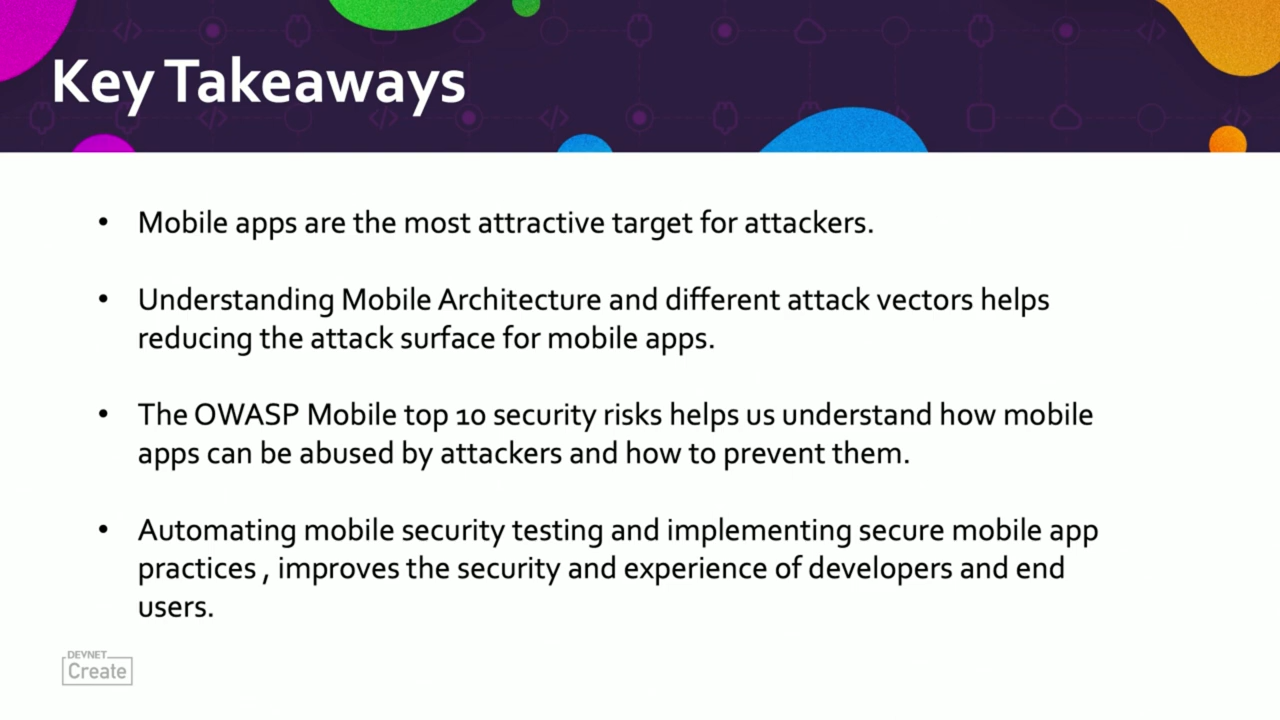 Key Takeaways
• Mobile apps are the most attractive target for attackers.
• Understanding Mobile Architecture and different attack vectors helps
reducing the attack surface for mobile apps.
• The OWASP Mobile top 10 security risks helps us understand how mobile
apps can be abused by attackers and how to prevent them.
• Automating mobile security testing and implementing secure mobile app
practices , improves the security and experience of developers and end
users.
DEVNET
Create